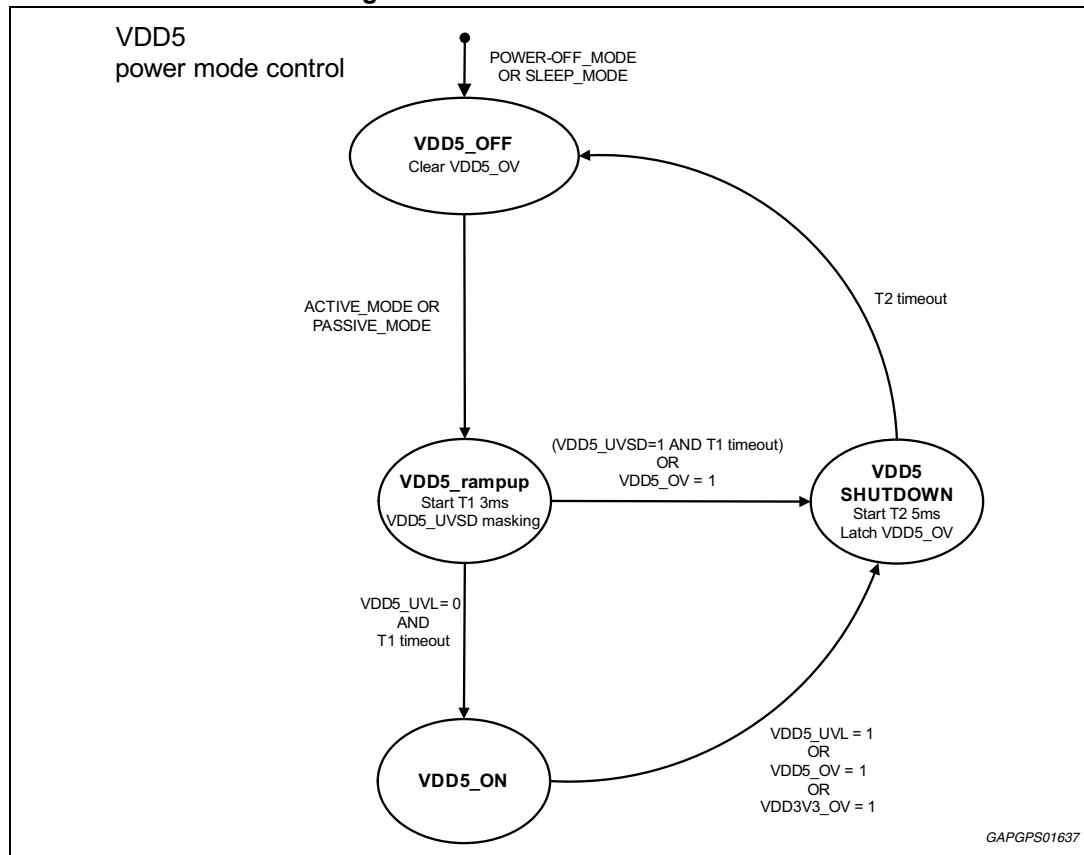 VDD5
power mode control
POWER-OFF_MODE
OR SLEEP_MODE
VDD5_OFF
Clear VDD5_OV
T2 timeout
ACTIVE_MODE OR
PASSIVE_MODE
(VDD5_UVSD=1 AND T1 timeout)
OR
VDD5_OV = 1
VDD5_rampup
Start T1 3ms
VDD5_UVSD masking
VDD5
SHUTDOWN
Start T2 5ms
Latch VDD5_OV
VDD5_UVL= 0
AND
T1 timeout
VDD5_UVL = 1
OR
VDD5_OV = 1
OR
VDD3V3_OV = 1
VDD5_ON
GAPGPS01637